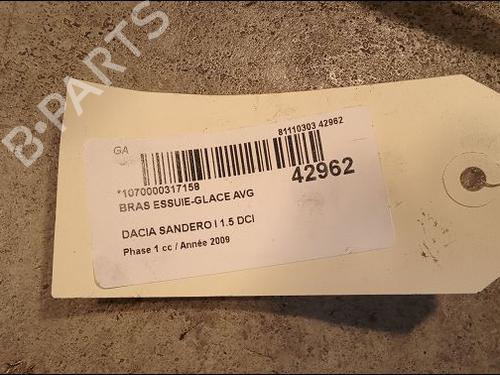 B-PARTS
GA
81110303 42962
*1070000317158
42962
BRAS ESSUIE-GLACE AVG
DACIA SANDERO I 1.5 DCI
Phase 1 cc / Année 2009